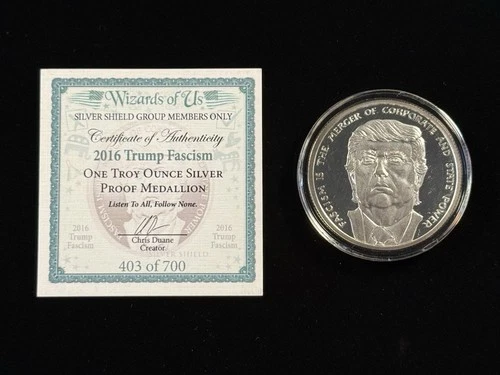 Wizards of Us
SILVER SHIELD GROUP MEMBERS ONLY
Certificate of Authenticity
2016 Trump Fascism
ONE TROY OUNCE SILVER
PROOF MEDALLION
Listen To All, Follow None.
2016
Trump
Fascism
Chris Duane
Creator
2016
Trump
Fascism
403 of 700
FASCISM IS THE MERGER OF CORPORATE AND STATE POWER